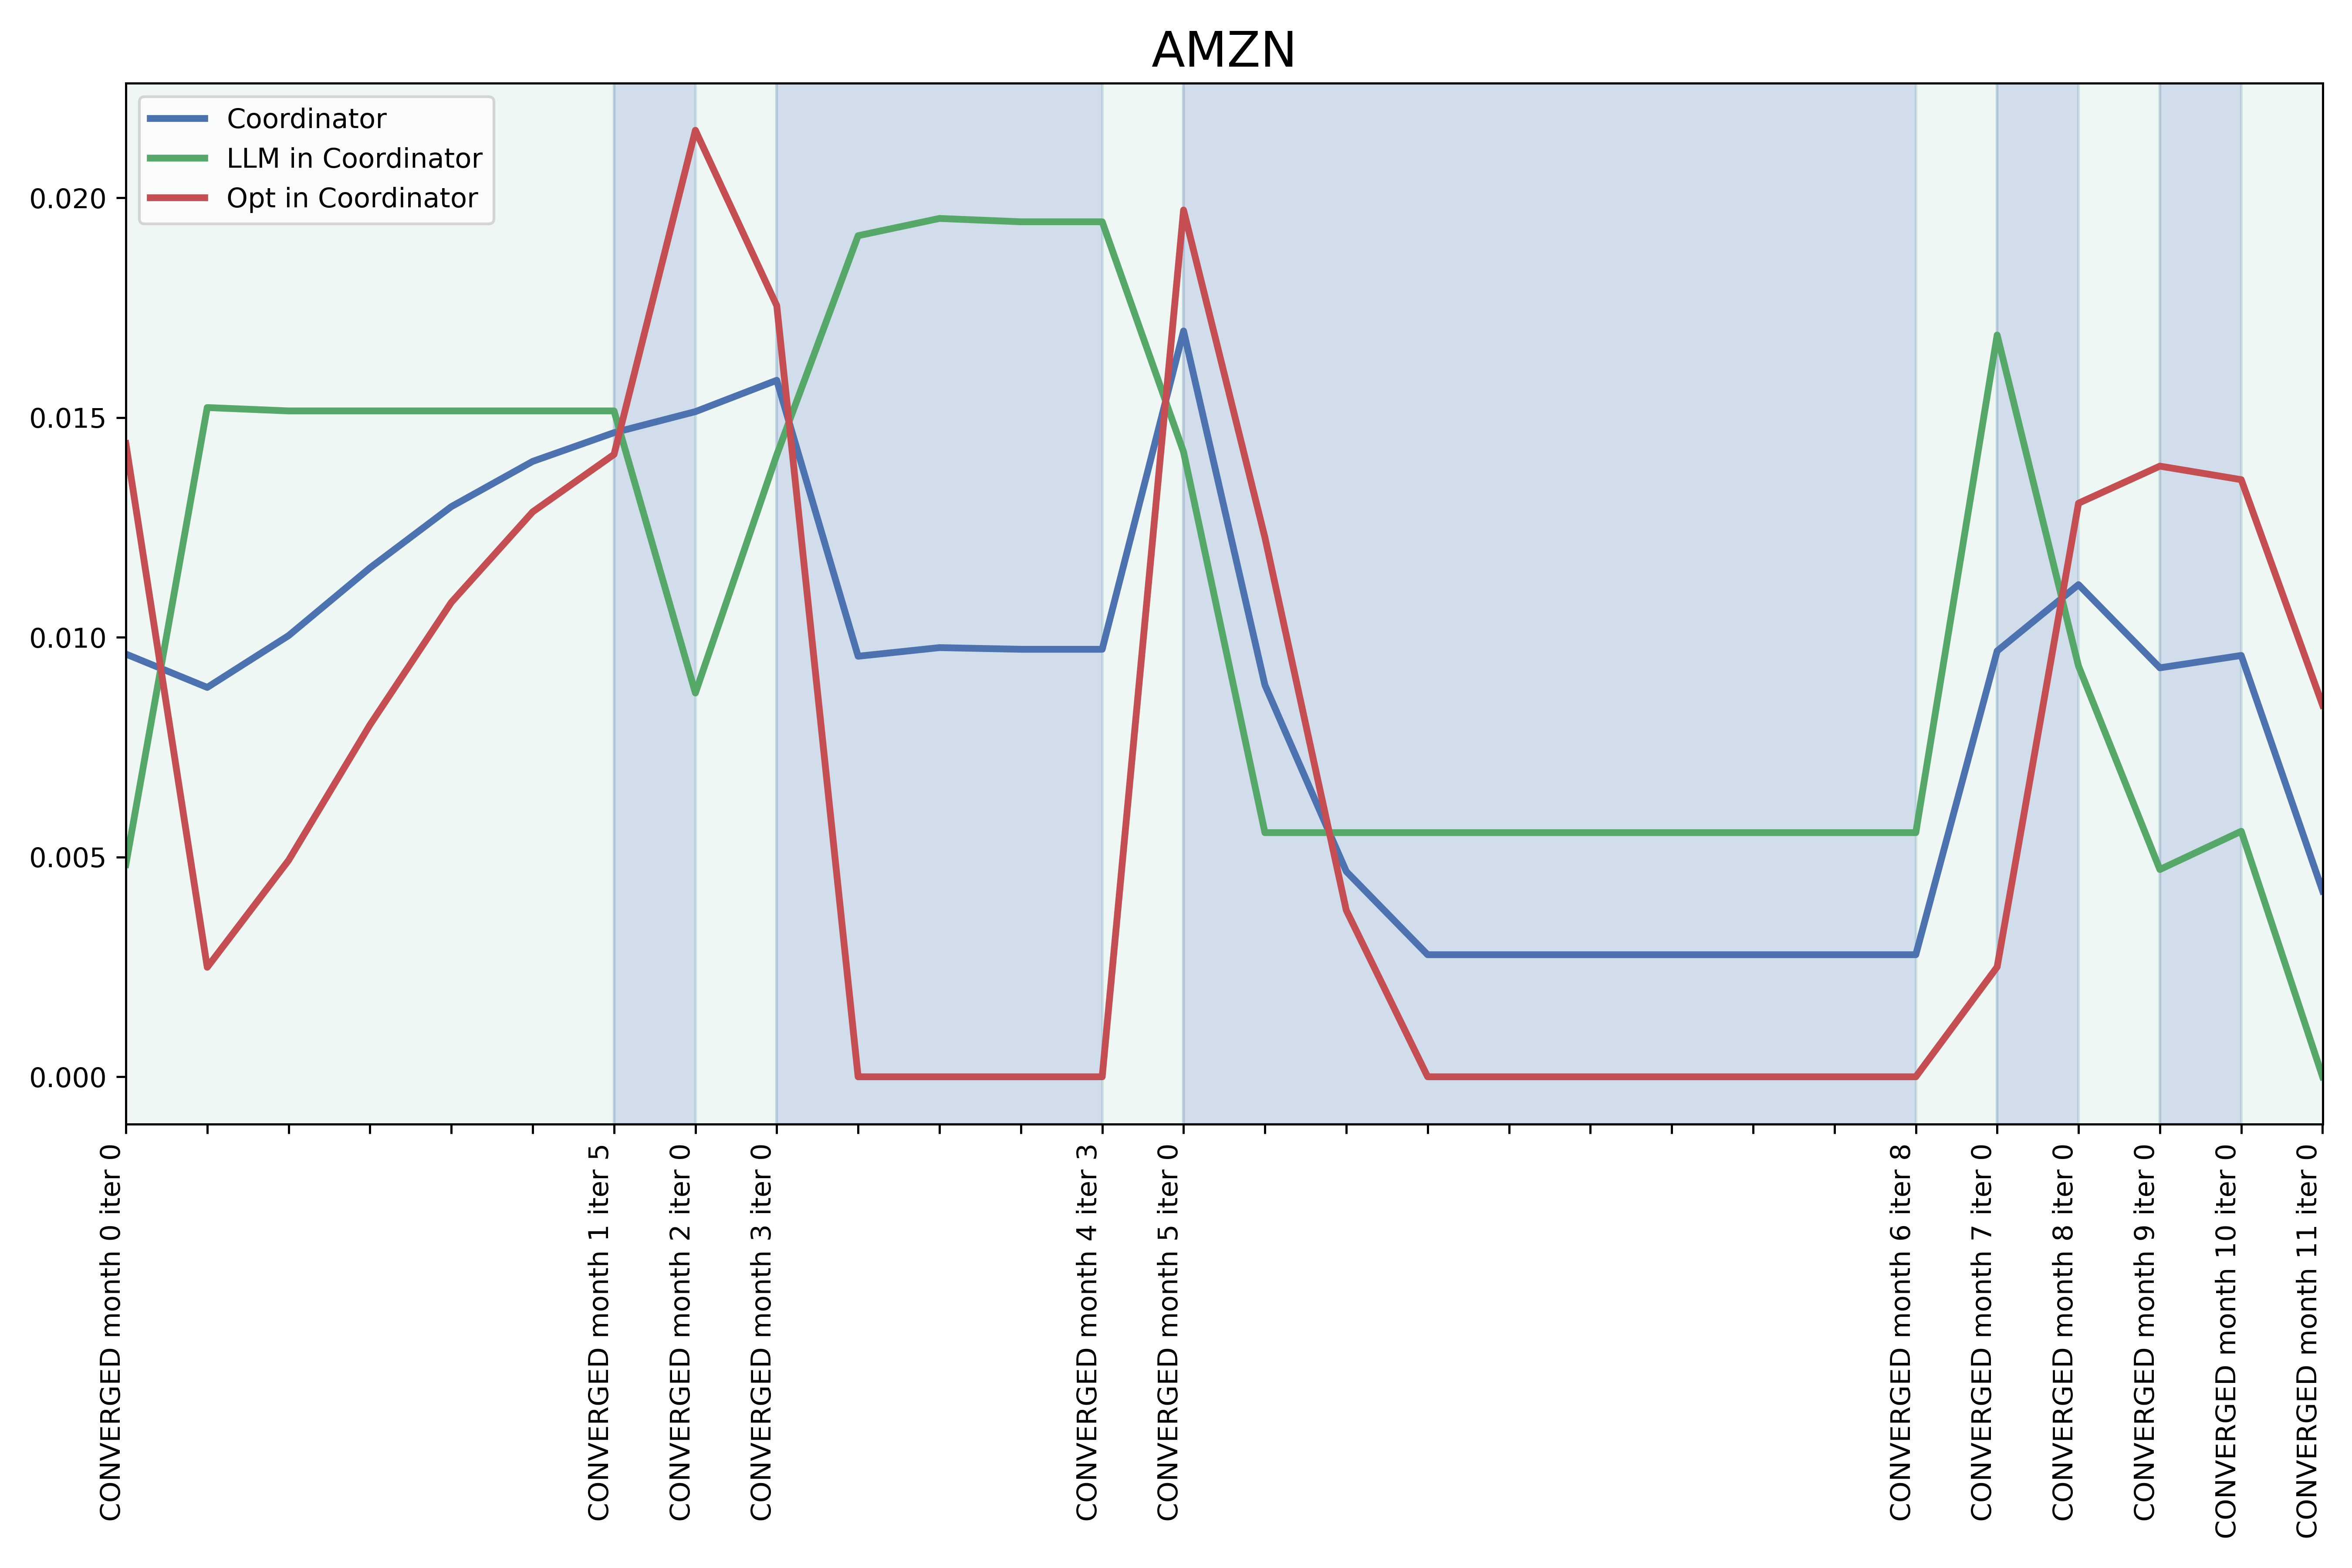 AMZN
Coordinator
LLM in Coordinator
Opt in Coordinator
0.020
0.015
0.010
0.005
0.000
CONVERGED month 0 iter 0
CONVERGED month 1 iter 5
CONVERGED month 2 iter 0
CONVERGED month 3 iter 0
CONVERGED month 4 iter 3
CONVERGED month 5 iter 0
CONVERGED month 6 iter 8
CONVERGED month 7 iter 0
CONVERGED month 8 iter 0
CONVERGED month 9 iter 0
CONVERGED month 10 iter 0
CONVERGED month 11 iter 0